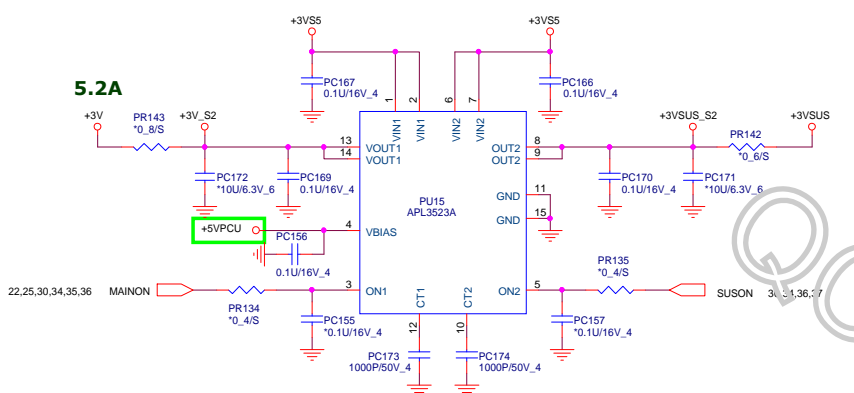 +3VS5
+3VS5
PC167
0.1U/16V_4
PC166
0.1U/16V_4
5.2A
1
2
6
7
VIN1
VIN1
VIN2
VIN2
+3V
PR143
*0_8/S
+3V_S2
+3VSUS_S2
PR142
*0_6/S
+3VSUS
13
VOUT1
14
VOUT1
8
OUT2
9
OUT2
PC172
*10U/6.3V_6
PC169
0.1U/16V_4
PC170
0.1U/16V_4
PC171
*10U/6.3V_6
PU15
APL3523A
11
GND
15
GND
+5VPCU
4
VBIAS
PC156
0.1U/16V_4
22,25,30,34,35,36
MAINON
PR134
*0_4/S
3
ON1
5
ON2
PR135
*0_4/S
SUSON
CT1
CT2
12
10
PC155
*0.1U/16V_4
PC157
*0.1U/16V_4
PC173
1000P/50V_4
PC174
1000P/50V_4